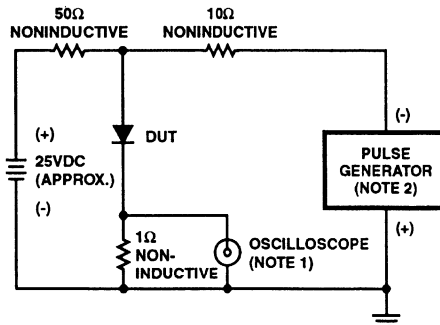 50Ω
NONINDUCTIVE
10Ω
NONINDUCTIVE
(+)
25VDC
(APPROX.)
(-)
DUT
(-)
PULSE
GENERATOR
(NOTE 2)
(+)
1Ω
NON-
INDUCTIVE
OSCILLOSCOPE
(NOTE 1)